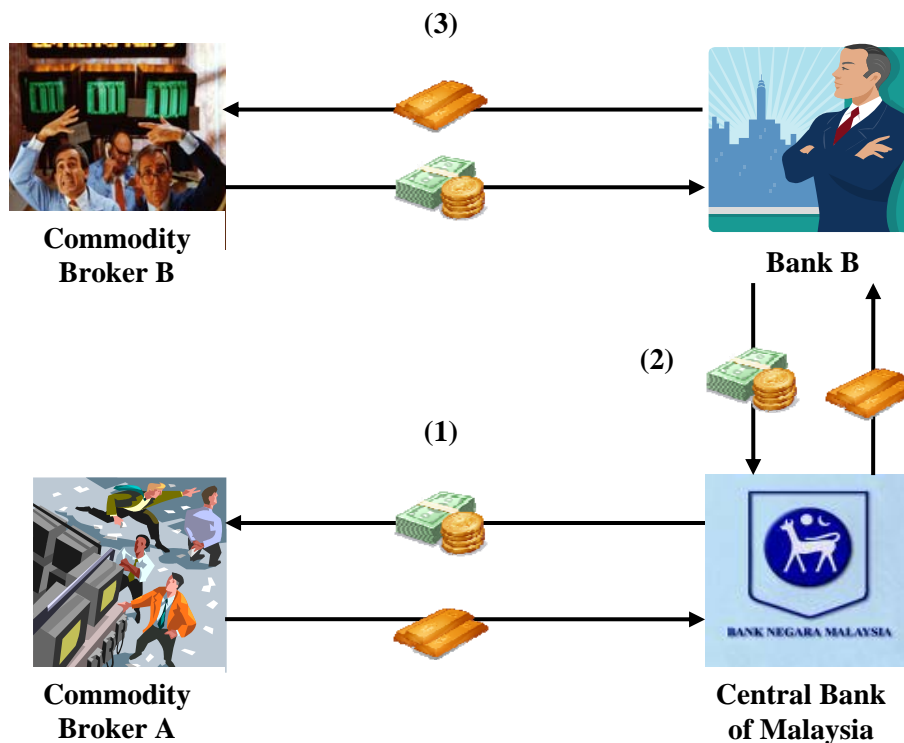 (3)
Commodity
Broker B
Bank B
(2)
(1)
BANK NEGARA MALAYSIA
Commodity
Broker A
Central Bank
of Malaysia